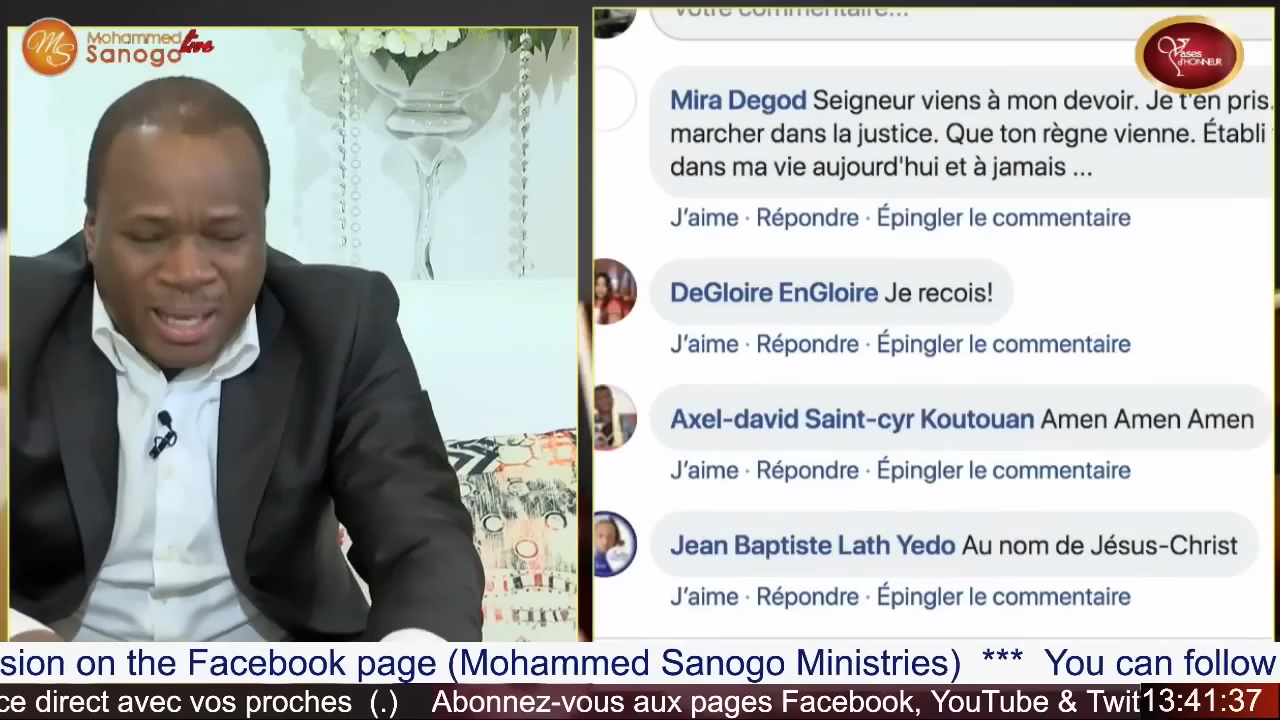 MS Mohammed Live
Sanogo
Votre commentaire...
Vases
d'HONNEUR
Mira Degod Seigneur viens à mon devoir. Je t'en pris.
marcher dans la justice. Que ton règne vienne. Établi
dans ma vie aujourd'hui et à jamais ...
J'aime · Répondre · Épingler le commentaire
DeGloire EnGloire Je recois!
J'aime · Répondre · Épingler le commentaire
Axel-david Saint-cyr Koutouan Amen Amen Amen
J'aime · Répondre · Épingler le commentaire
Jean Baptiste Lath Yedo Au nom de Jésus-Christ
J'aime · Répondre · Épingler le commentaire
sion on the Facebook page (Mohammed Sanogo Ministries) *** You can follow
ce direct avec vos proches (.) Abonnez-vous aux pages Facebook, YouTube & Twit 13:41:37